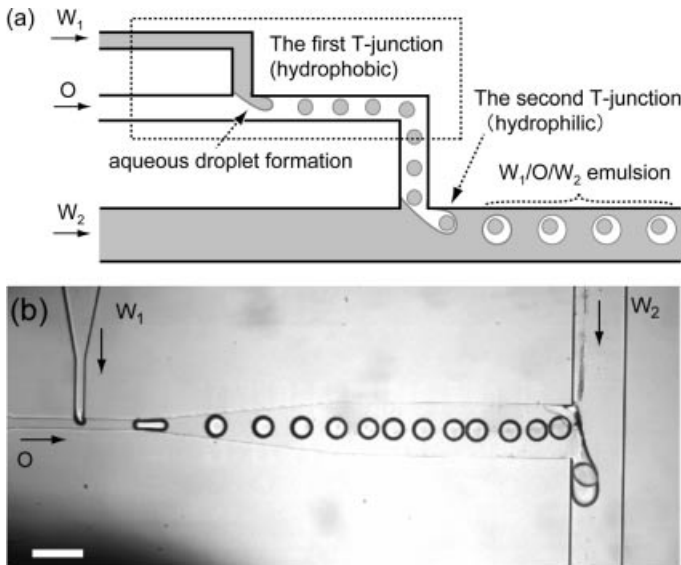 (a)
W1
The first T-junction
(hydrophobic)
O
The second T-junction
(hydrophilic)
aqueous droplet formation
W1/O/W2 emulsion
W2
(b)
W1
W2
O